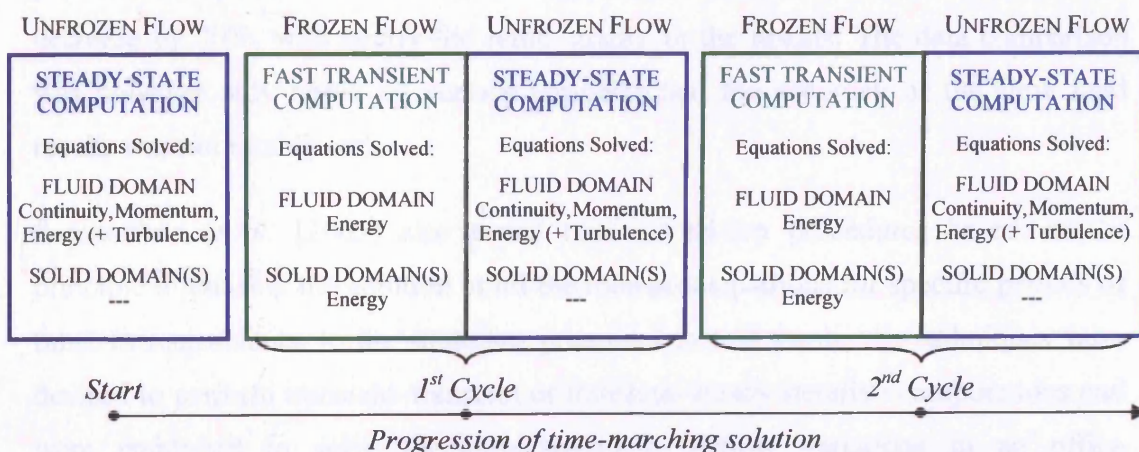 UNFROZEN FLOW
STEADY-STATE
COMPUTATION
Equations Solved:
FLUID DOMAIN
Continuity, Momentum,
Energy (+ Turbulence)
SOLID DOMAIN(S)
---
FROZEN FLOW
FAST TRANSIENT
COMPUTATION
Equations Solved:
FLUID DOMAIN
Energy
SOLID DOMAIN(S)
Energy
UNFROZEN FLOW
STEADY-STATE
COMPUTATION
Equations Solved:
FLUID DOMAIN
Continuity, Momentum,
Energy (+ Turbulence)
SOLID DOMAIN(S)
---
FROZEN FLOW
FAST TRANSIENT
COMPUTATION
Equations Solved:
FLUID DOMAIN
Energy
SOLID DOMAIN(S)
Energy
UNFROZEN FLOW
STEADY-STATE
COMPUTATION
Equations Solved:
FLUID DOMAIN
Continuity, Momentum,
Energy (+ Turbulence)
SOLID DOMAIN(S)
---
Start
1st Cycle
2nd Cycle
Progression of time-marching solution